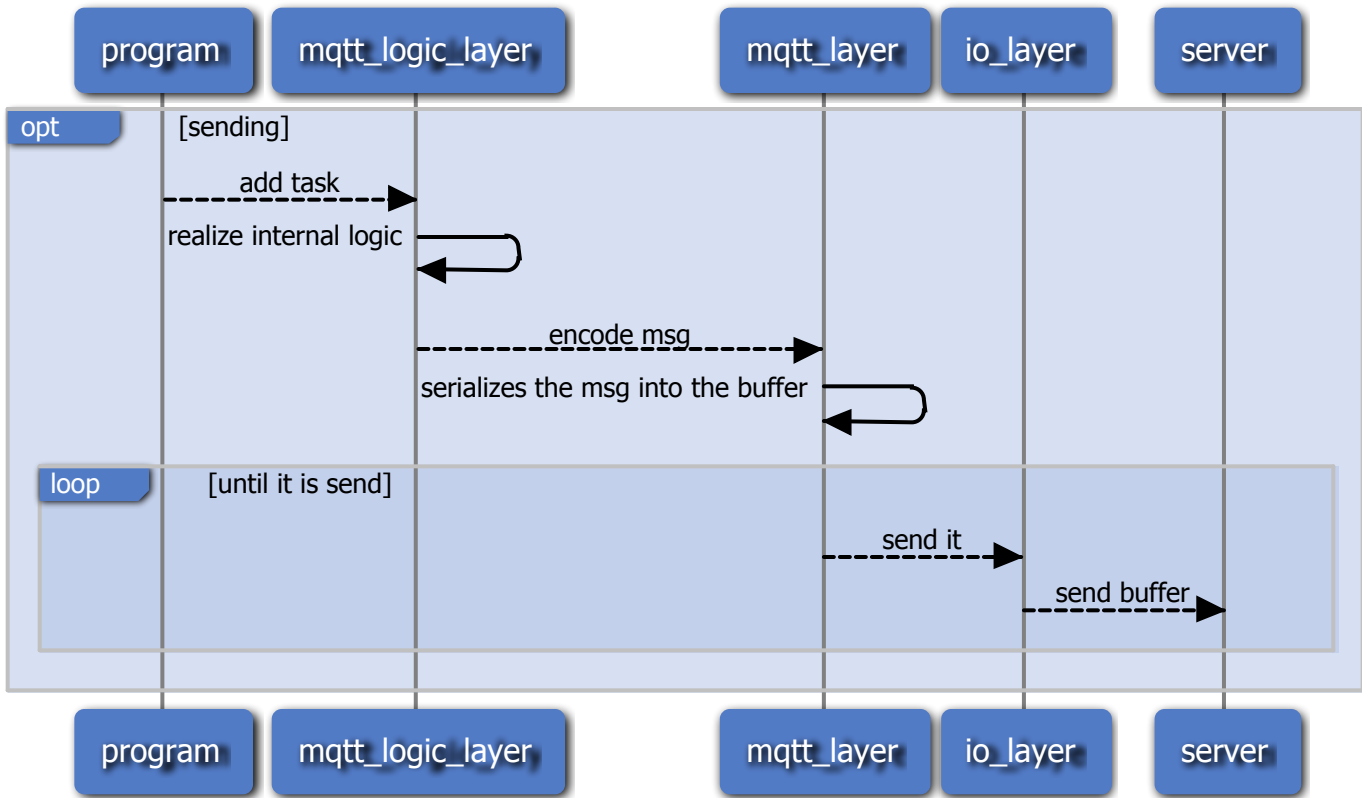 program mqtt_logic_layer mqtt_layer io_layer server
opt [sending]
add task
realize internal logic
encode msg
serializes the msg into the buffer
loop [until it is send]
send it
send buffer
program mqtt_logic_layer mqtt_layer io_layer server